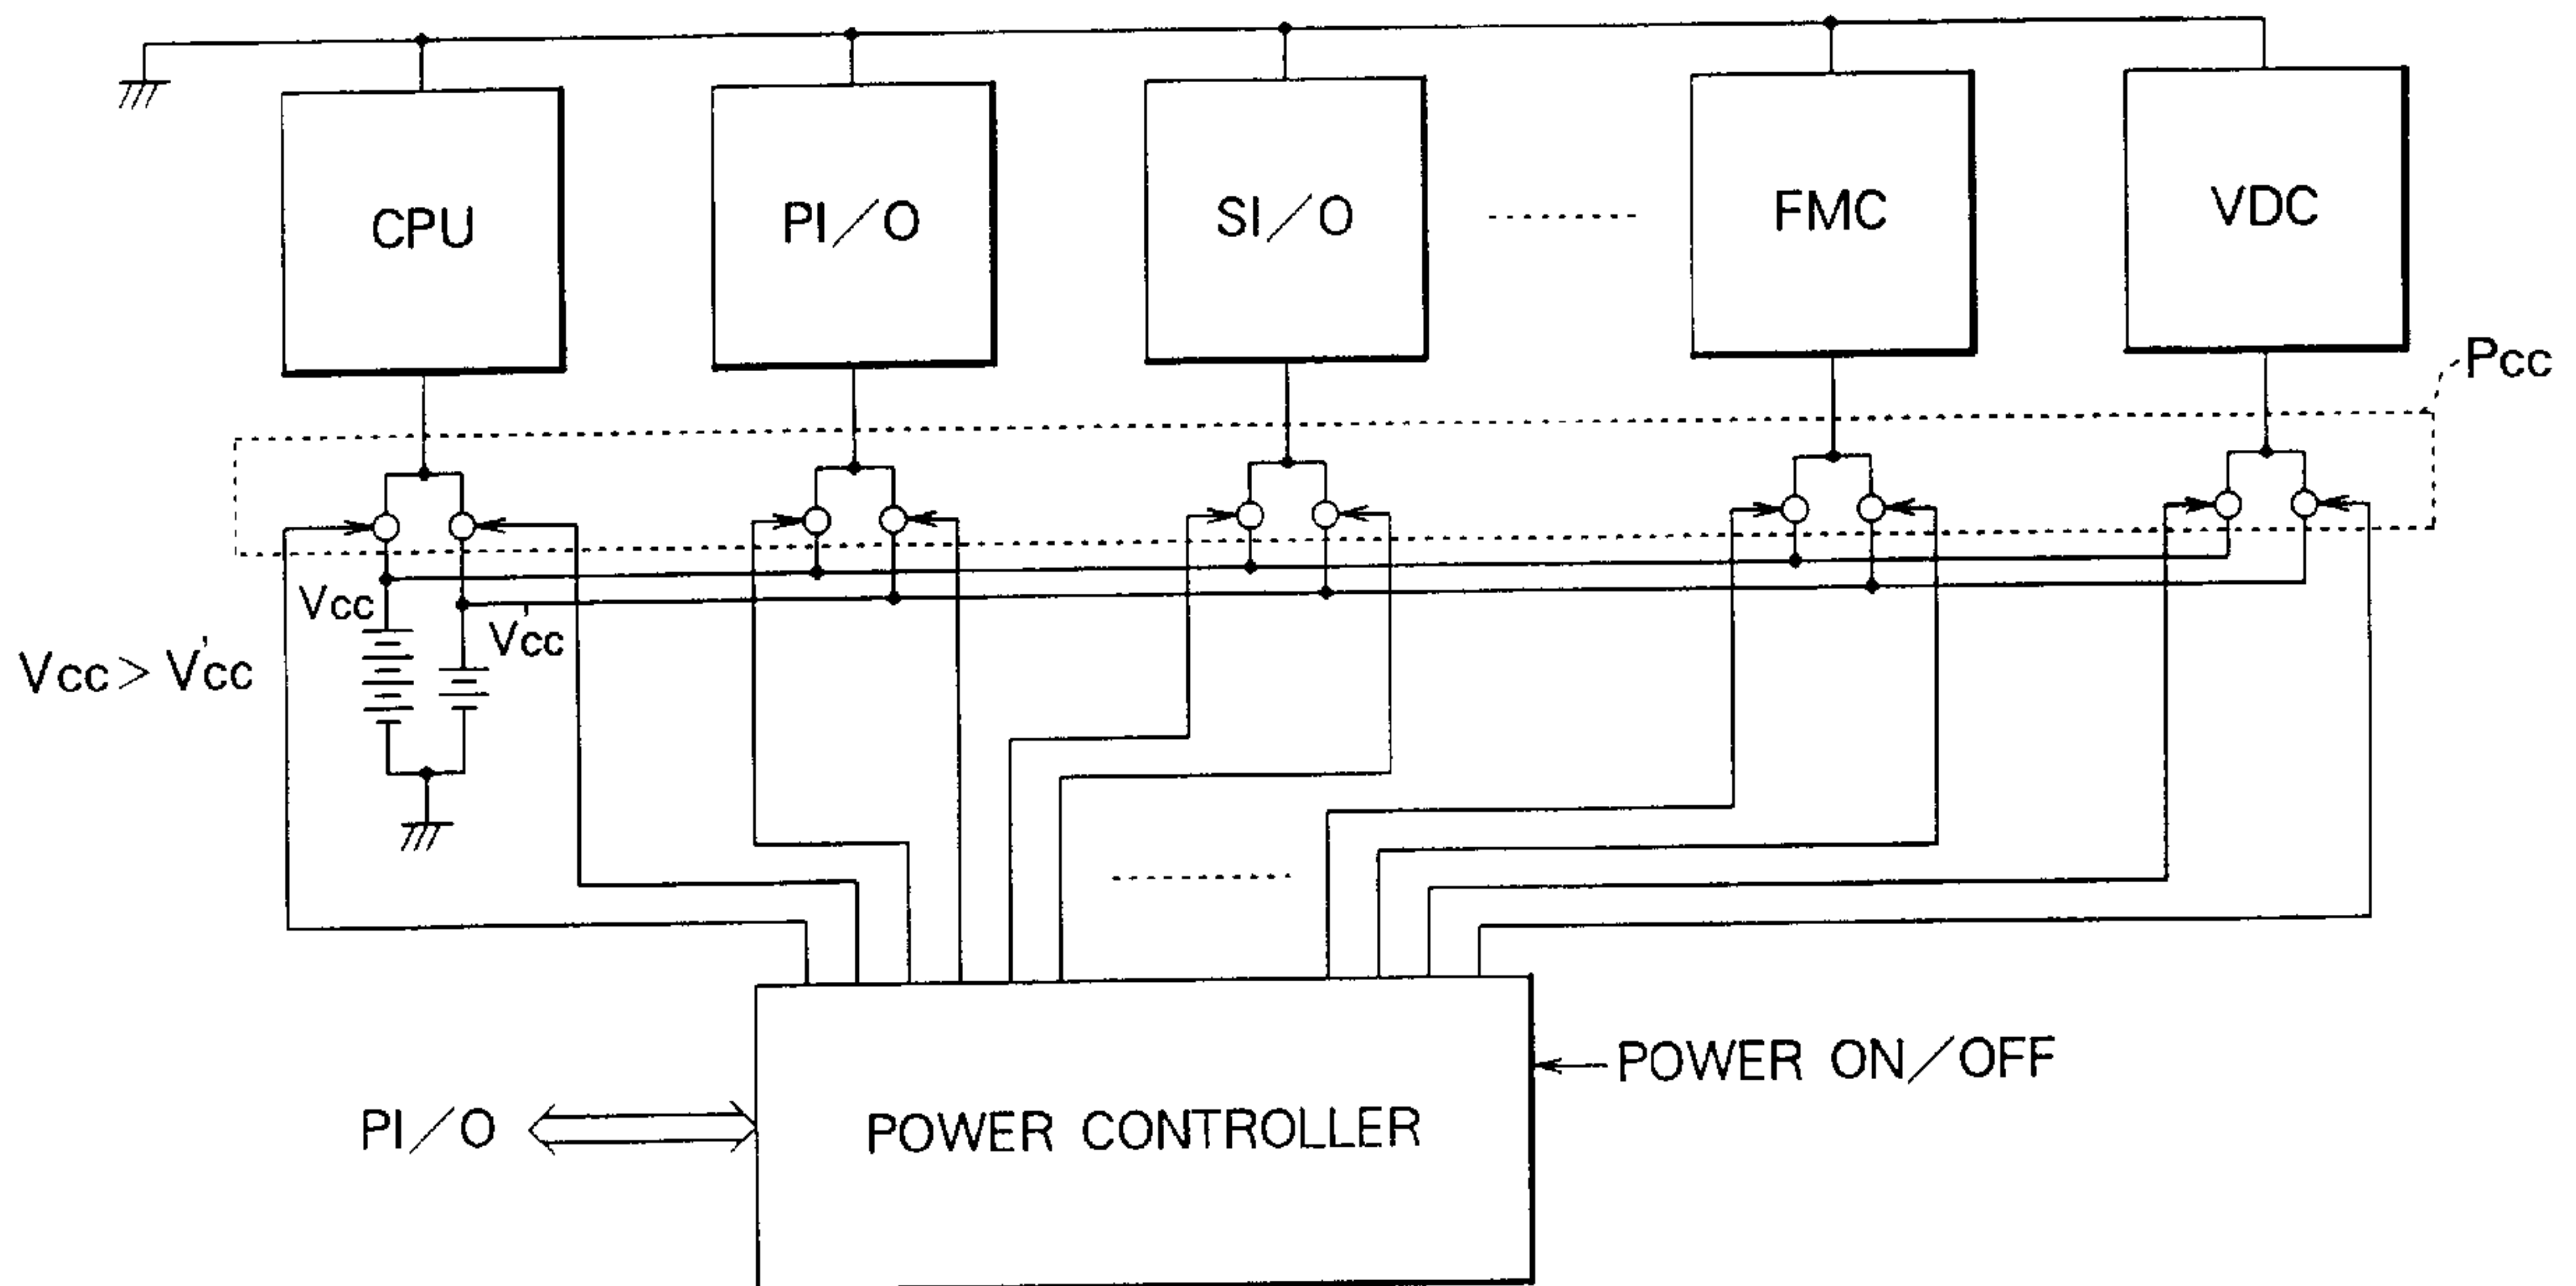 CPU
PI/O
SI/O
FMC
VDC
Pcc
Vcc
V'cc
Vcc > V'cc
POWER ON/OFF
PI/O
POWER CONTROLLER